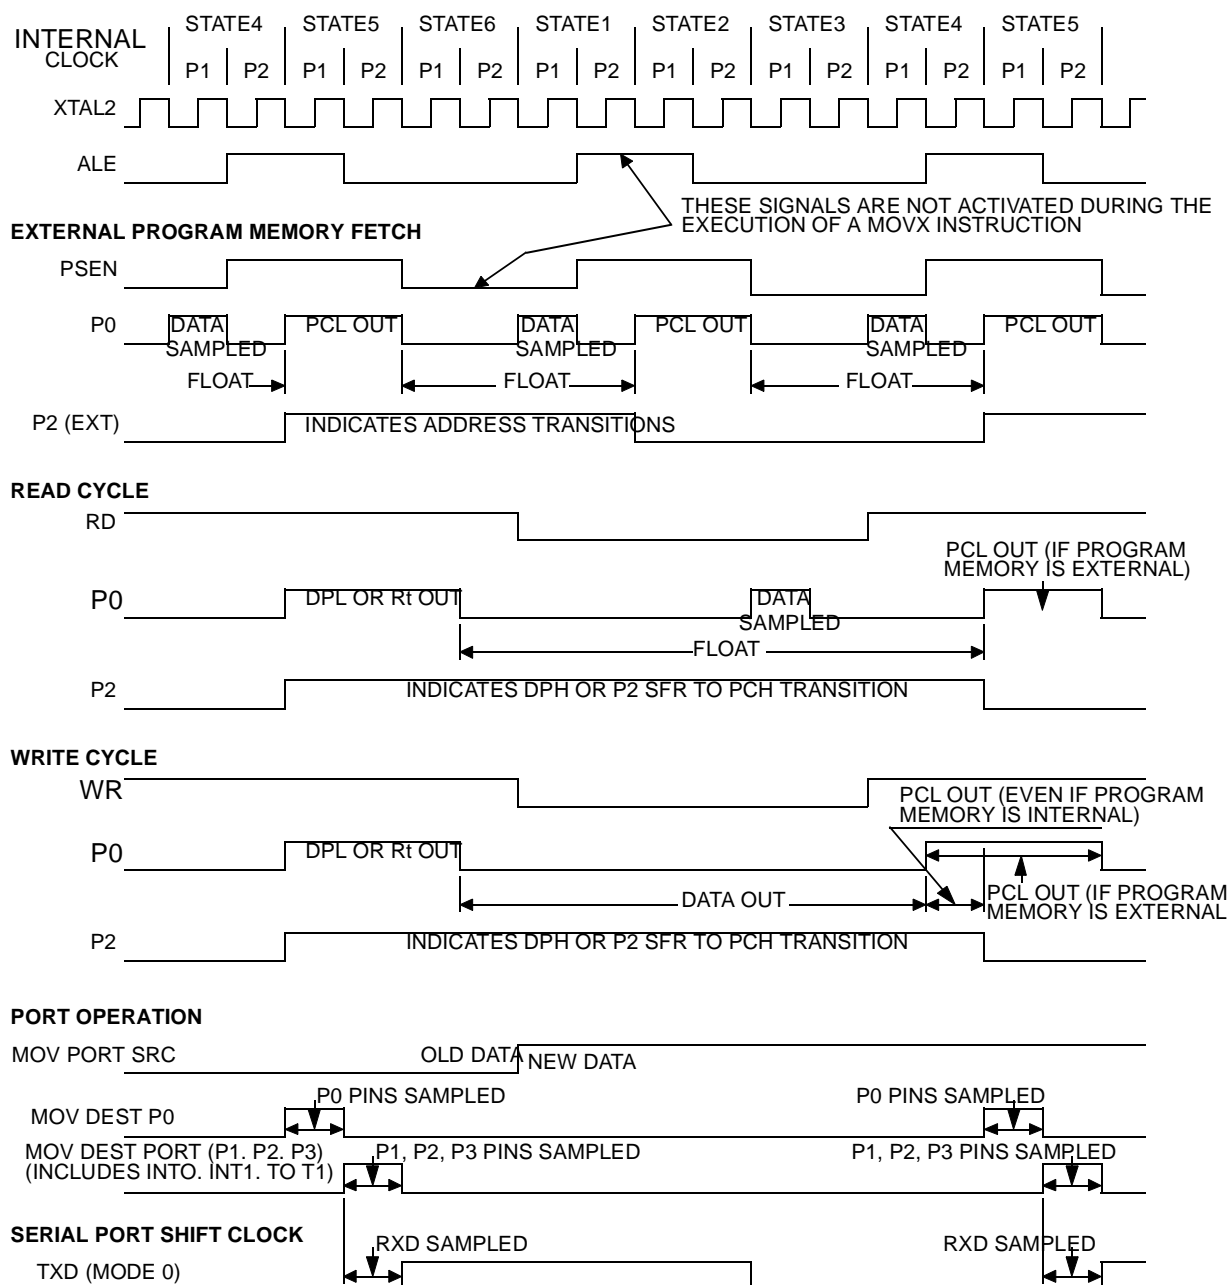 INTERNAL
CLOCK
STATE4 STATE5 STATE6 STATE1 STATE2 STATE3 STATE4 STATE5
P1 P2 P1 P2 P1 P2 P1 P2 P1 P2 P1 P2 P1 P2 P1 P2
XTAL2
ALE
THESE SIGNALS ARE NOT ACTIVATED DURING THE
EXECUTION OF A MOVX INSTRUCTION
EXTERNAL PROGRAM MEMORY FETCH
PSEN
P0 DATA PCL OUT DATA PCL OUT DATA PCL OUT
SAMPLED SAMPLED SAMPLED
FLOAT FLOAT FLOAT
P2 (EXT) INDICATES ADDRESS TRANSITIONS
READ CYCLE
RD
PCL OUT (IF PROGRAM
MEMORY IS EXTERNAL)
P0 DPL OR Rt OUT DATA
SAMPLED
FLOAT
P2 INDICATES DPH OR P2 SFR TO PCH TRANSITION
WRITE CYCLE
WR
PCL OUT (EVEN IF PROGRAM
MEMORY IS INTERNAL)
P0 DPL OR Rt OUT
DATA OUT
PCL OUT (IF PROGRAM
MEMORY IS EXTERNAL
P2 INDICATES DPH OR P2 SFR TO PCH TRANSITION
PORT OPERATION
MOV PORT SRC OLD DATA NEW DATA
P0 PINS SAMPLED P0 PINS SAMPLED
MOV DEST P0
MOV DEST PORT (P1. P2. P3) P1, P2, P3 PINS SAMPLED P1, P2, P3 PINS SAMPLED
(INCLUDES INTO. INT1. TO T1)
SERIAL PORT SHIFT CLOCK
RXD SAMPLED RXD SAMPLED
TXD (MODE 0)